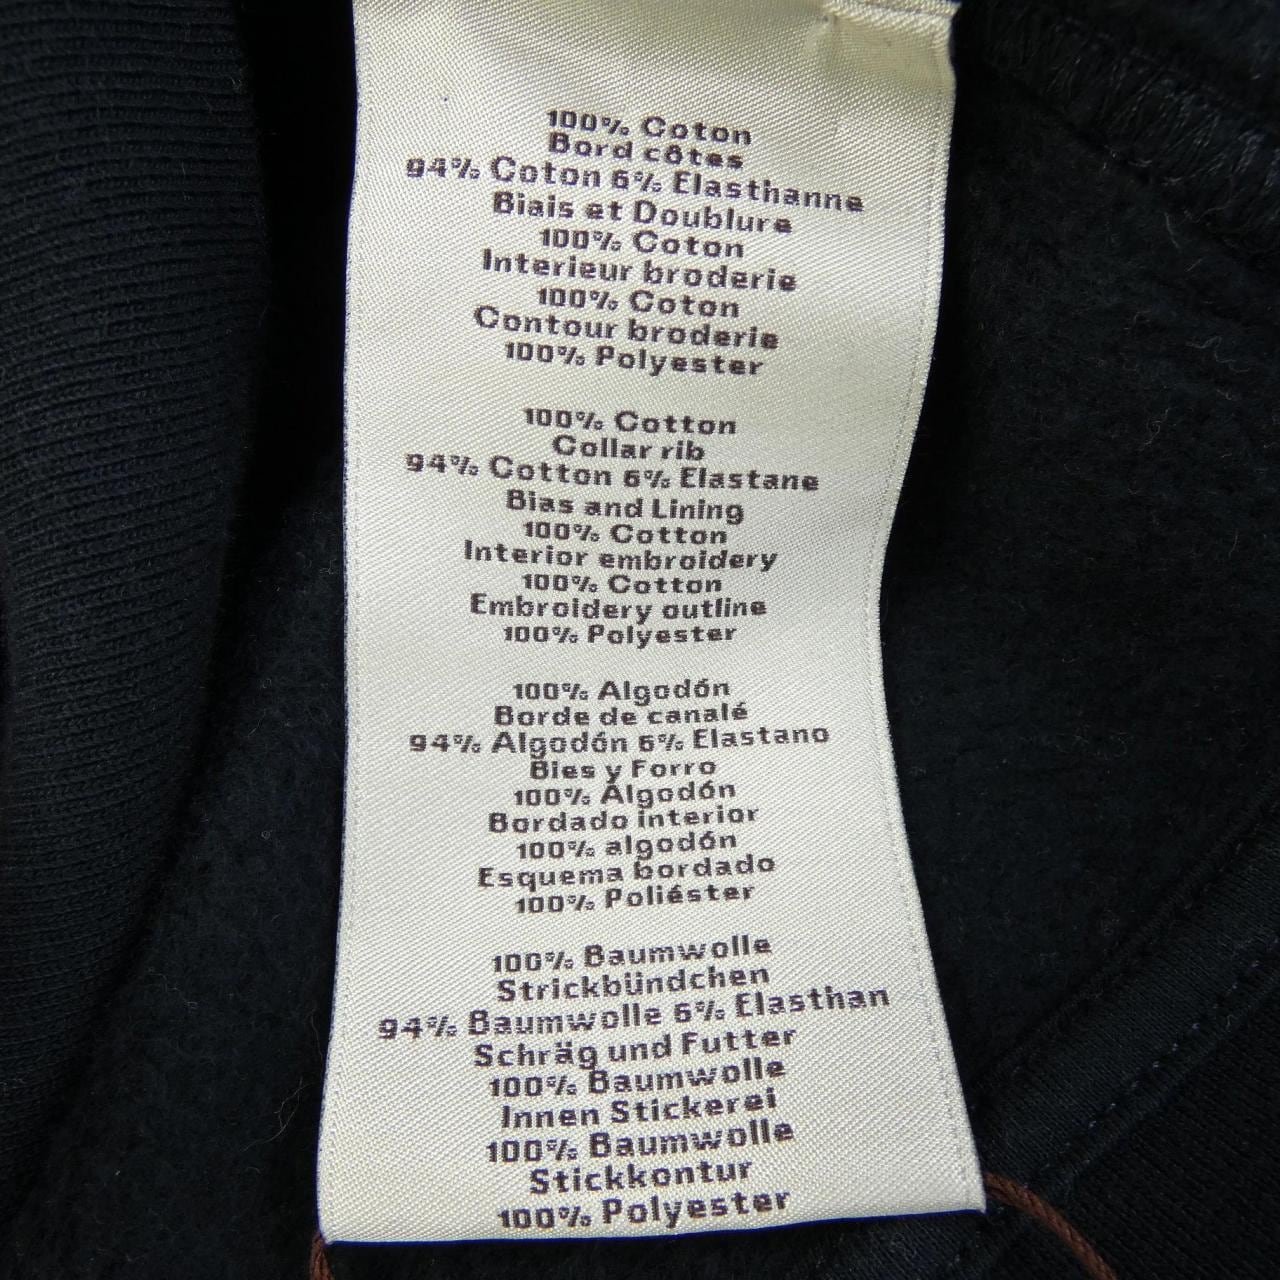 100% Coton
Bord côtes
94% Coton 6% Elasthanne
Biais et Doublure
100% Coton
Interieur broderie
100% Coton
Contour broderie
100% Polyester
100% Cotton
Collar rib
94% Cotton 6% Elastane
Bias and Lining
100% Cotton
Interior embroidery
100% Cotton
Embroidery outline
100% Polyester
100% Algodón
Borde de canalé
94% Algodón 6% Elastano
Bies y Forro
100% Algodón
Bordado interior
100% algodón
Esquema bordado
100% Poliéster
100% Baumwolle
Strickbündchen
94% Baumwolle 6% Elasthan
Schräg und Futter
100% Baumwolle
Innen Stickerei
100% Baumwolle
Stickkontur
100% Polyester